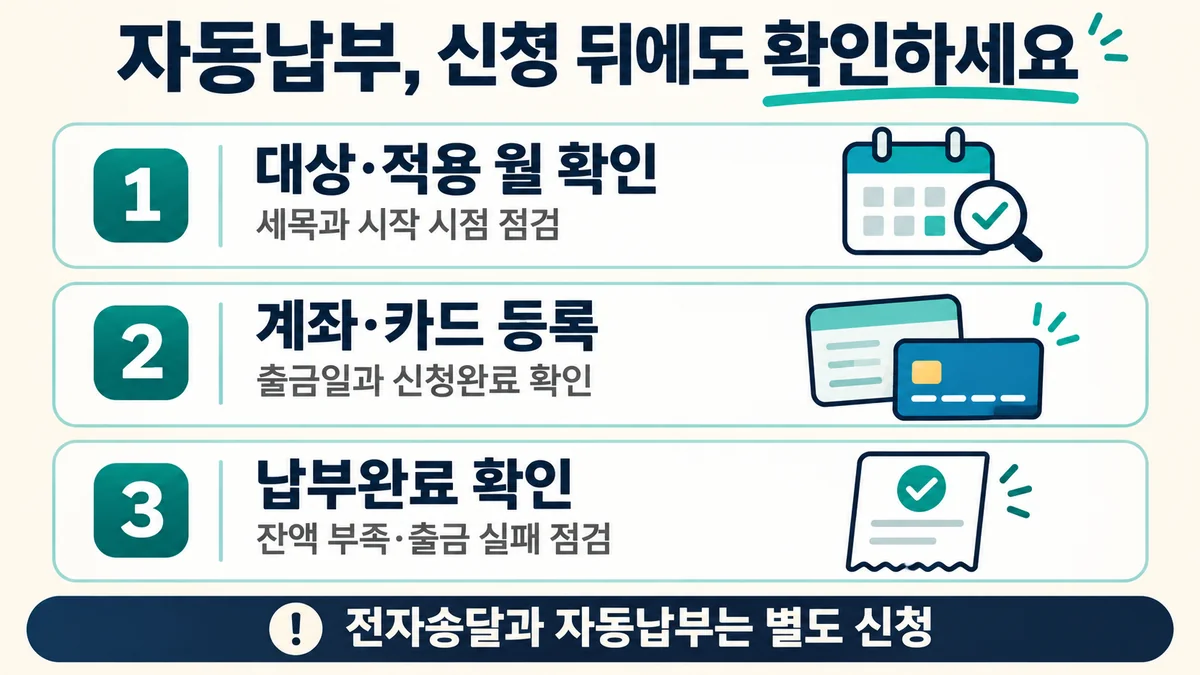 자동납부, 신청 뒤에도 확인하세요
1
대상·적용 월 확인
세목과 시작 시점 점검
2
계좌·카드 등록
출금일과 신청완료 확인
3
납부완료 확인
잔액 부족·출금 실패 점검
! 전자송달과 자동납부는 별도 신청